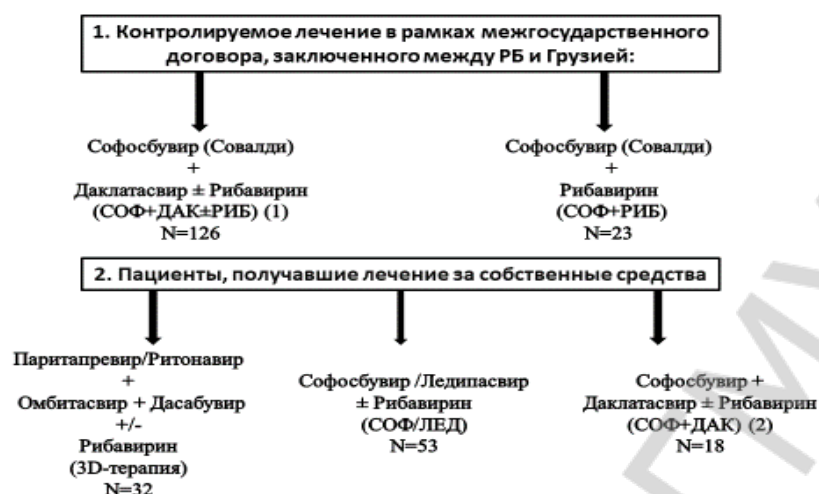 1. Контролируемое лечение в рамках межгосударственного
договора, заключенного между РБ и Грузией:
Софосбувир (Совалди)
+
Даклатасвир ± Рибавирин
(СОФ+ДАК±РИБ) (1)
N=126
Софосбувир (Совалди)
+
Рибавирин
(СОФ+РИБ)
N=23
2. Пациенты, получавшие лечение за собственные средства
Паритапревир/Ритонавир
+
Омбитасвир + Дасабувир
+/-
Рибавирин
(3D-терапия)
N=32
Софосбувир /Ледипасвир
± Рибавирин
(СОФ/ЛЕД)
N=53
Софосбувир +
Даклатасвир ± Рибавирин
(СОФ+ДАК) (2)
N=18
ГМУ